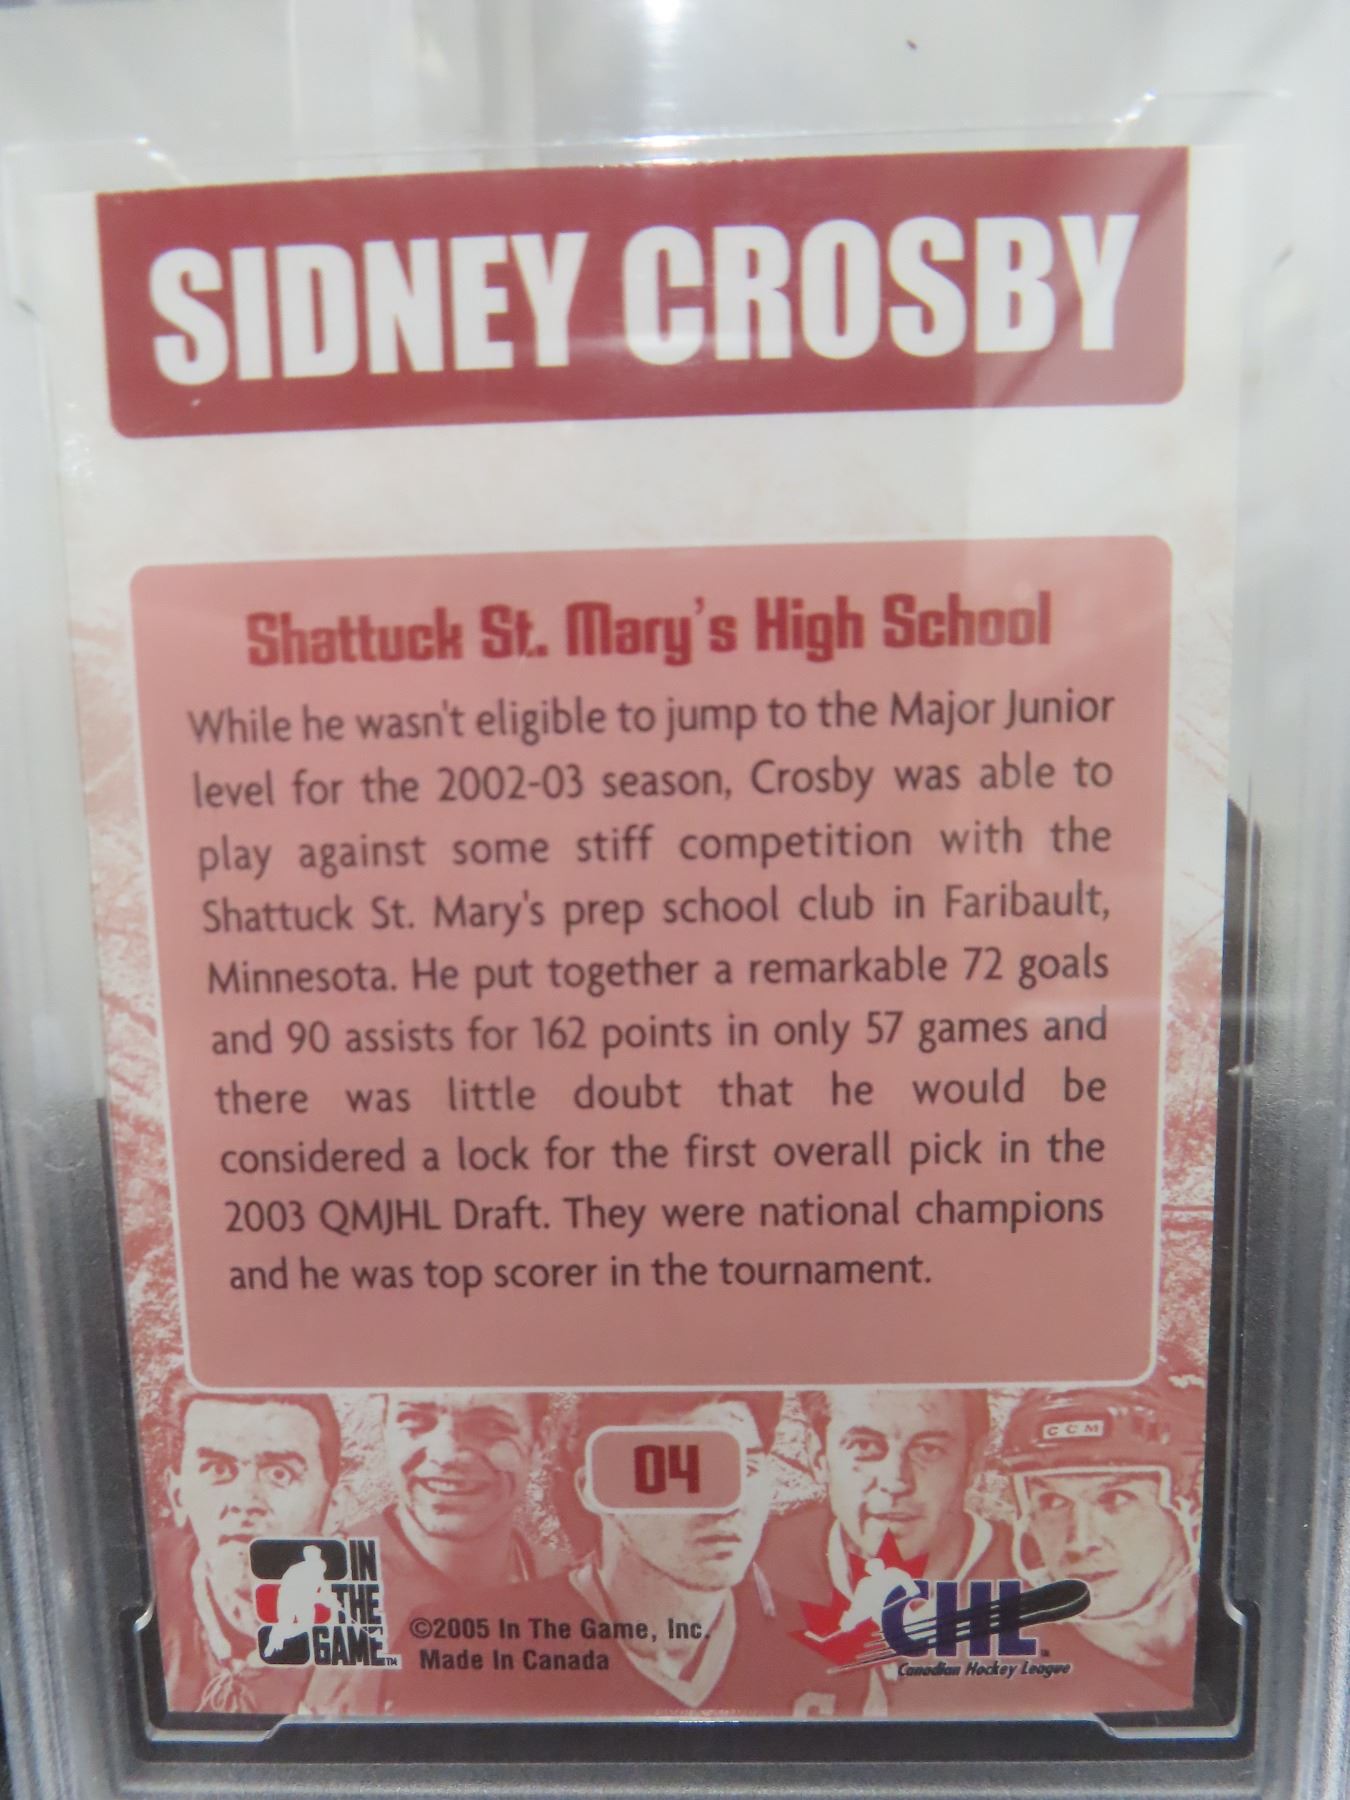 SIDNEY CROSBY
Shattuck St. Mary's High School
While he wasn't eligible to jump to the Major Junior
level for the 2002-03 season, Crosby was able to
play against some stiff competition with the
Shattuck St. Mary's prep school club in Faribault,
Minnesota. He put together a remarkable 72 goals
and 90 assists for 162 points in only 57 games and
there was little doubt that he would be
considered a lock for the first overall pick in the
2003 QMJHL Draft. They were national champions
and he was top scorer in the tournament.
CCM
04
IN
THE
GAME™
©2005 In The Game, Inc.
Made In Canada
CHL™
Canadian Hockey League
C